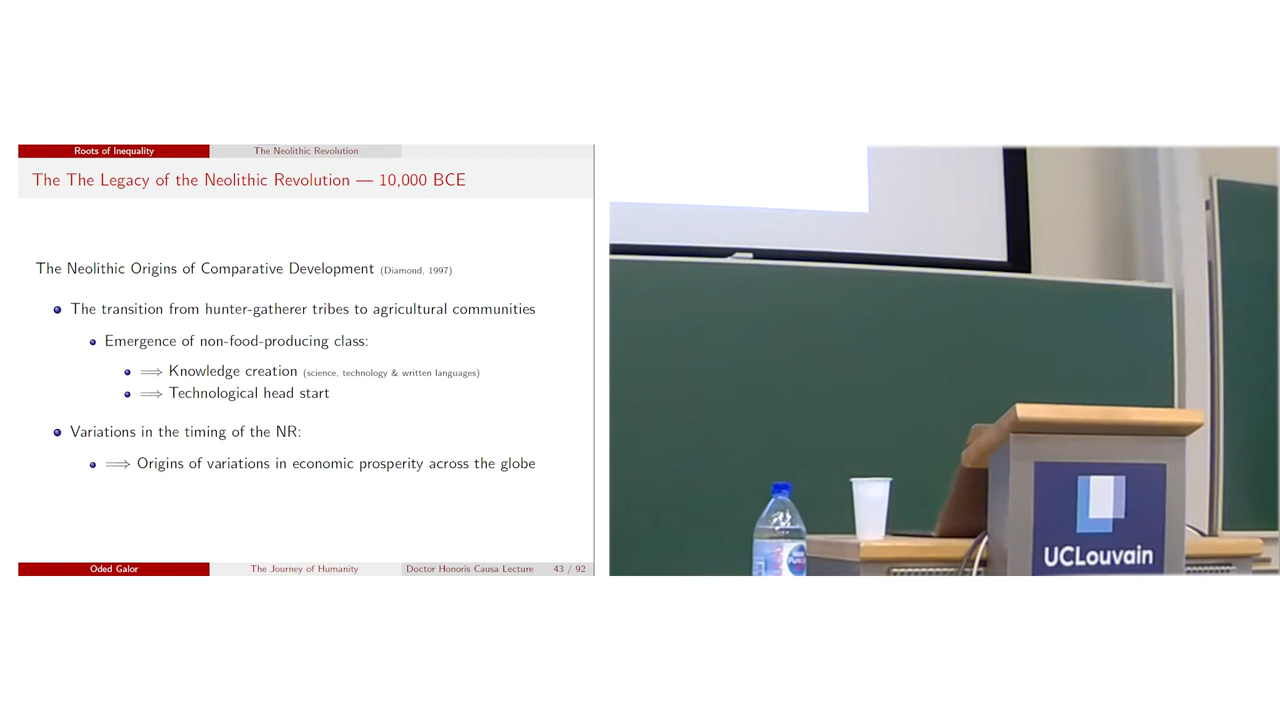 Roots of Inequality
The Neolithic Revolution
The The Legacy of the Neolithic Revolution — 10,000 BCE
The Neolithic Origins of Comparative Development (Diamond, 1997)
The transition from hunter-gatherer tribes to agricultural communities
Emergence of non-food-producing class:
⟹ Knowledge creation (science, technology & written languages)
⟹ Technological head start
Variations in the timing of the NR:
⟹ Origins of variations in economic prosperity across the globe
Oded Galor
The Journey of Humanity
Doctor Honoris Causa Lecture
43 / 92
UCLouvain